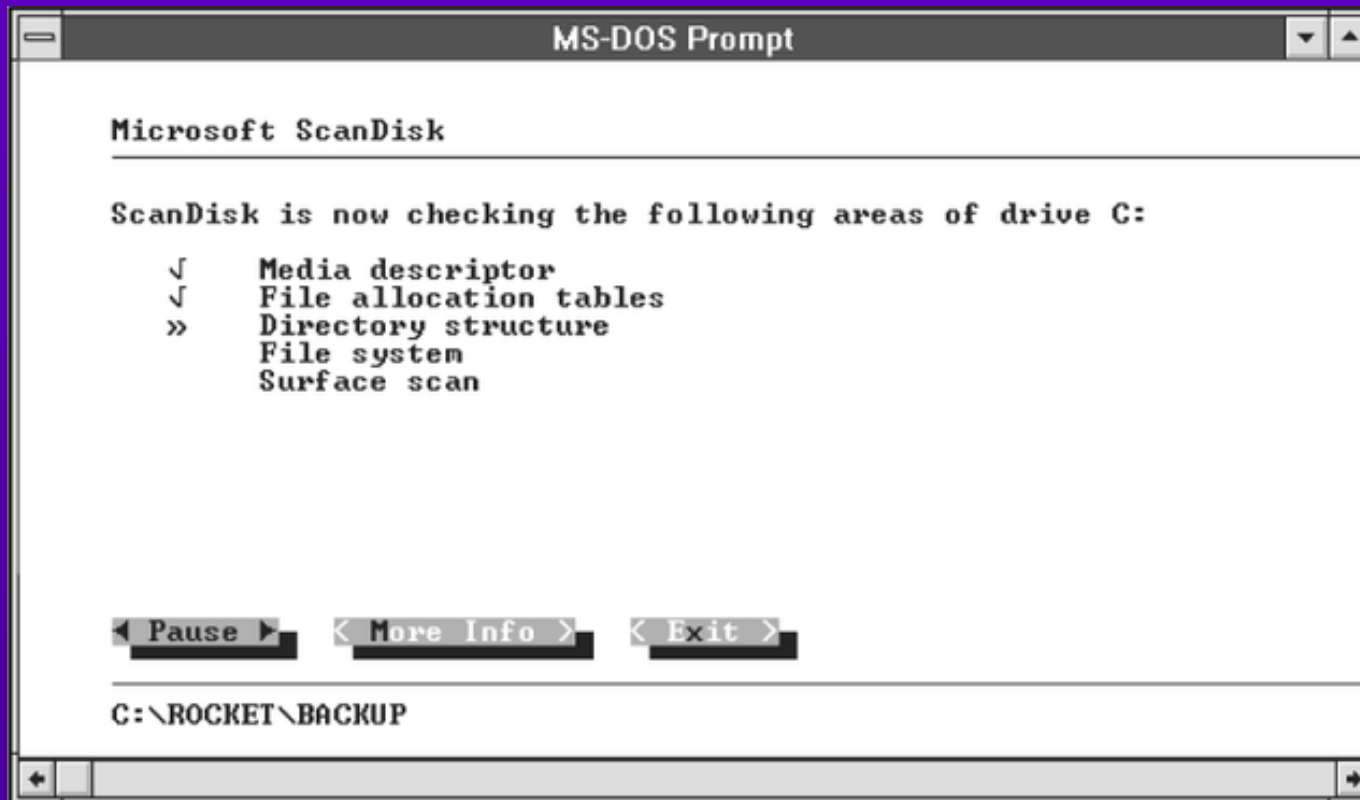 MS-DOS Prompt
Microsoft ScanDisk
ScanDisk is now checking the following areas of drive C:
√ Media descriptor
√ File allocation tables
» Directory structure
File system
Surface scan
◄ Pause ► < More Info > < Exit >
C:\ROCKET\BACKUP